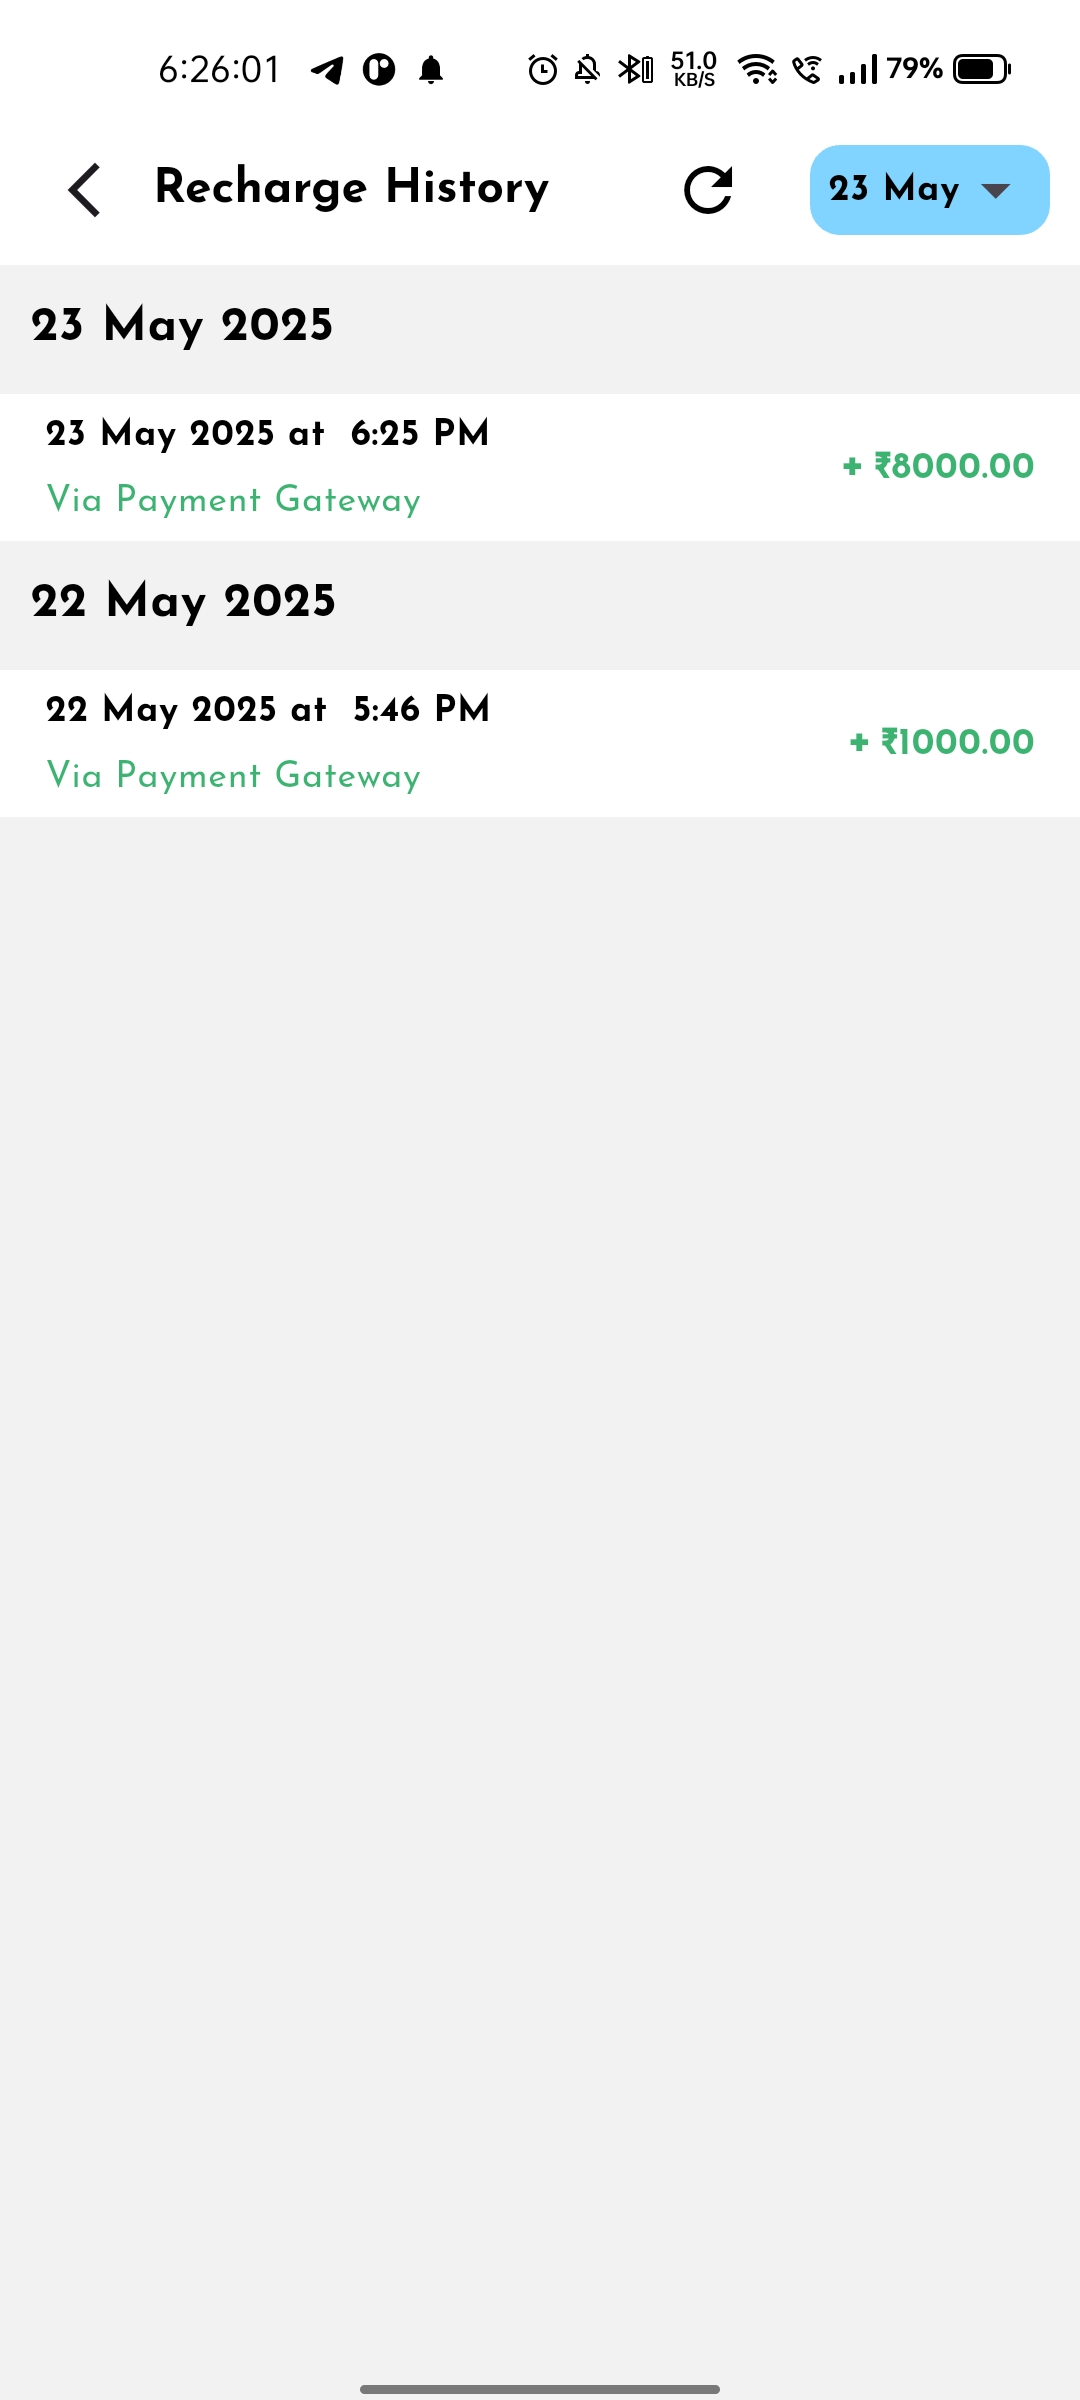 6:26:01 51.0 KB/S 79%
Recharge History 23 May
23 May 2025
23 May 2025 at 6:25 PM
+ ₹8000.00
Via Payment Gateway
22 May 2025
22 May 2025 at 5:46 PM
+ ₹1000.00
Via Payment Gateway